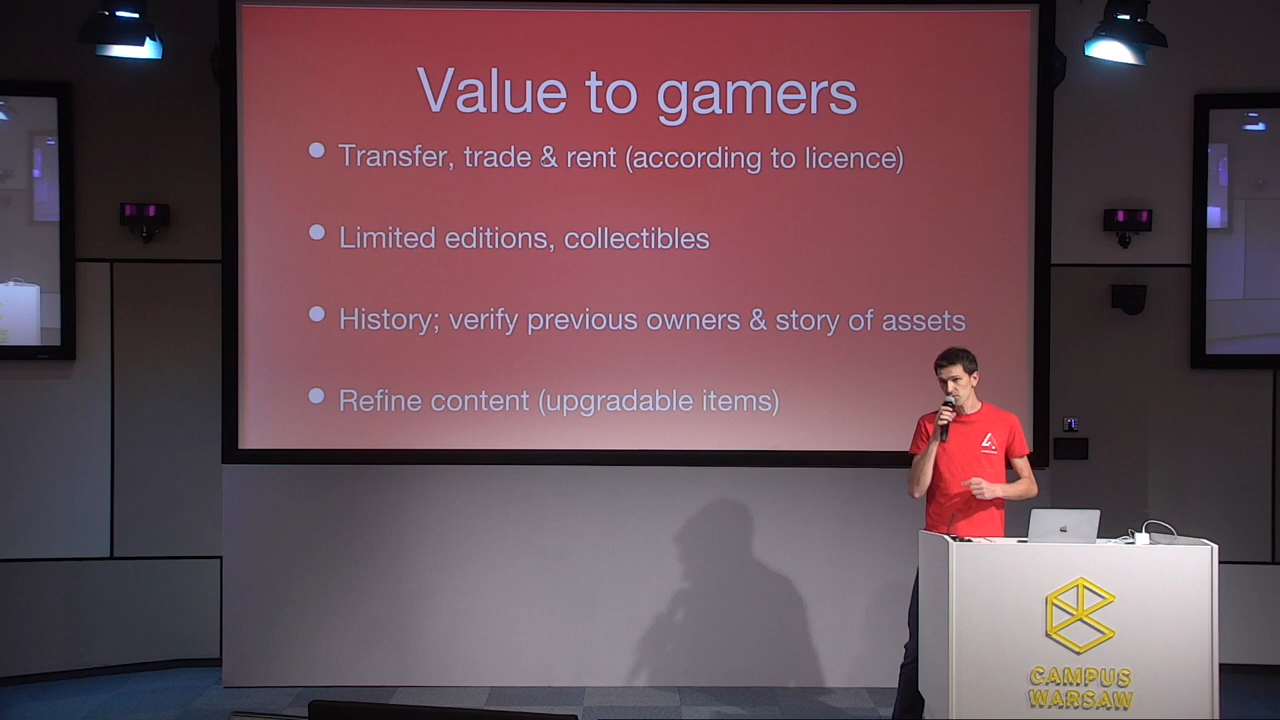 Value to gamers
Transfer, trade & rent (according to licence)
Limited editions, collectibles
History; verify previous owners & story of assets
Refine content (upgradable items)
CAMPUS
WARSAW